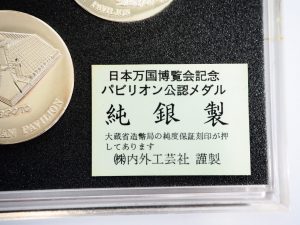 日本万国博覧会記念
パビリオン公認メダル
純銀製
大蔵省造幣局の純度保証刻印が押
してあります
㈱内外工芸社 謹製
PAVILION